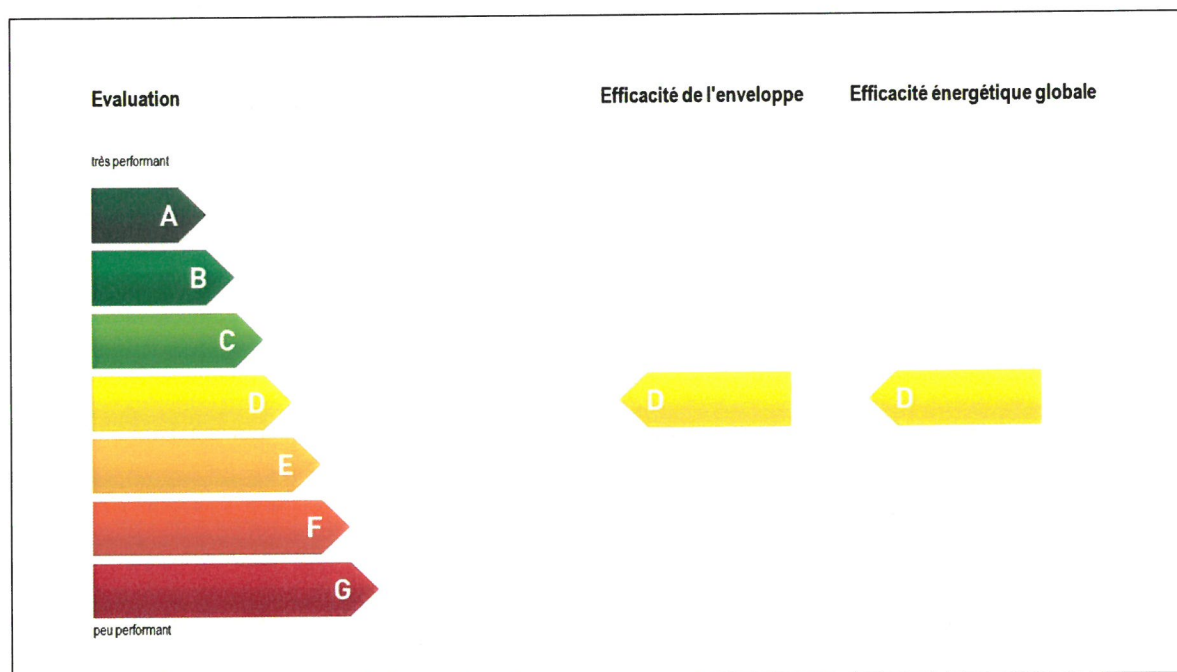 Evaluation
Efficacité de l'enveloppe
Efficacité énergétique globale
très performant
A
B
C
D
D
D
E
F
G
peu performant